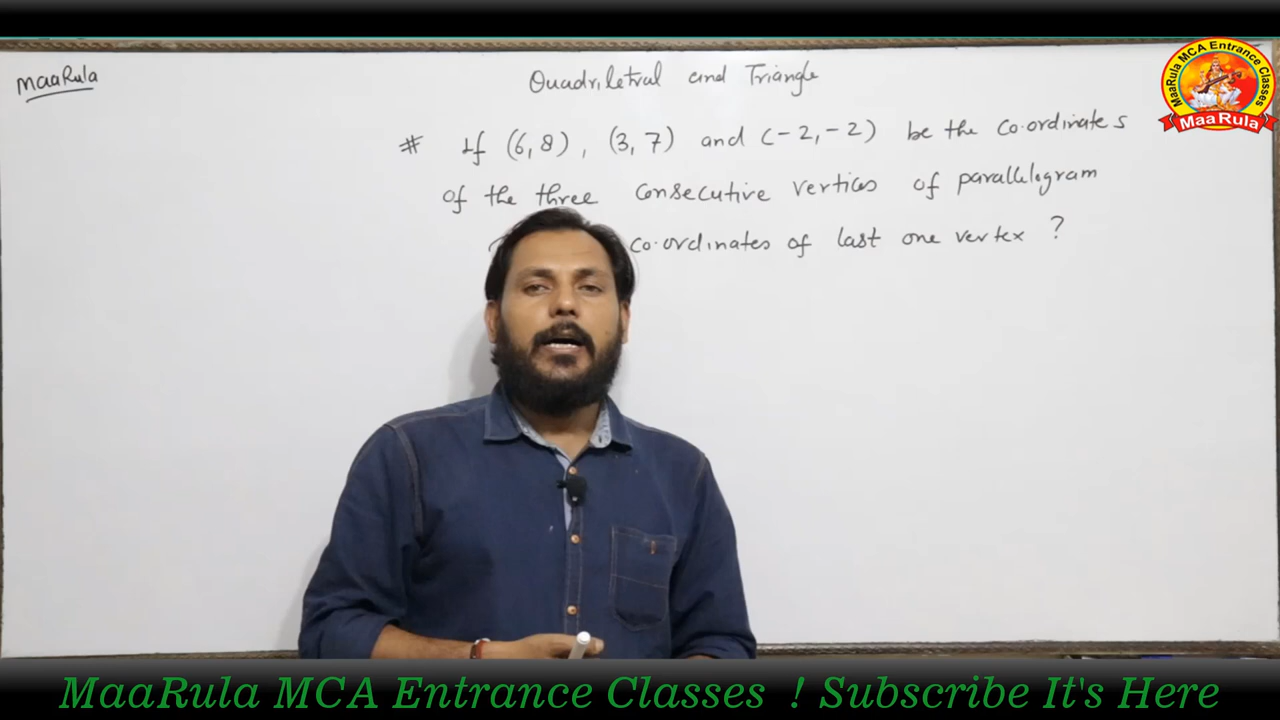 maaRula
Quadriletral and Triangle
# If (6, 8), (3, 7) and (-2, -2) be the co.ordinates
of the three consecutive vertices of parallelogram
co.ordinates of last one vertex ?
MaaRula MCA Entrance Classes
MaaRula
MaaRula MCA Entrance Classes ! Subscribe It's Here